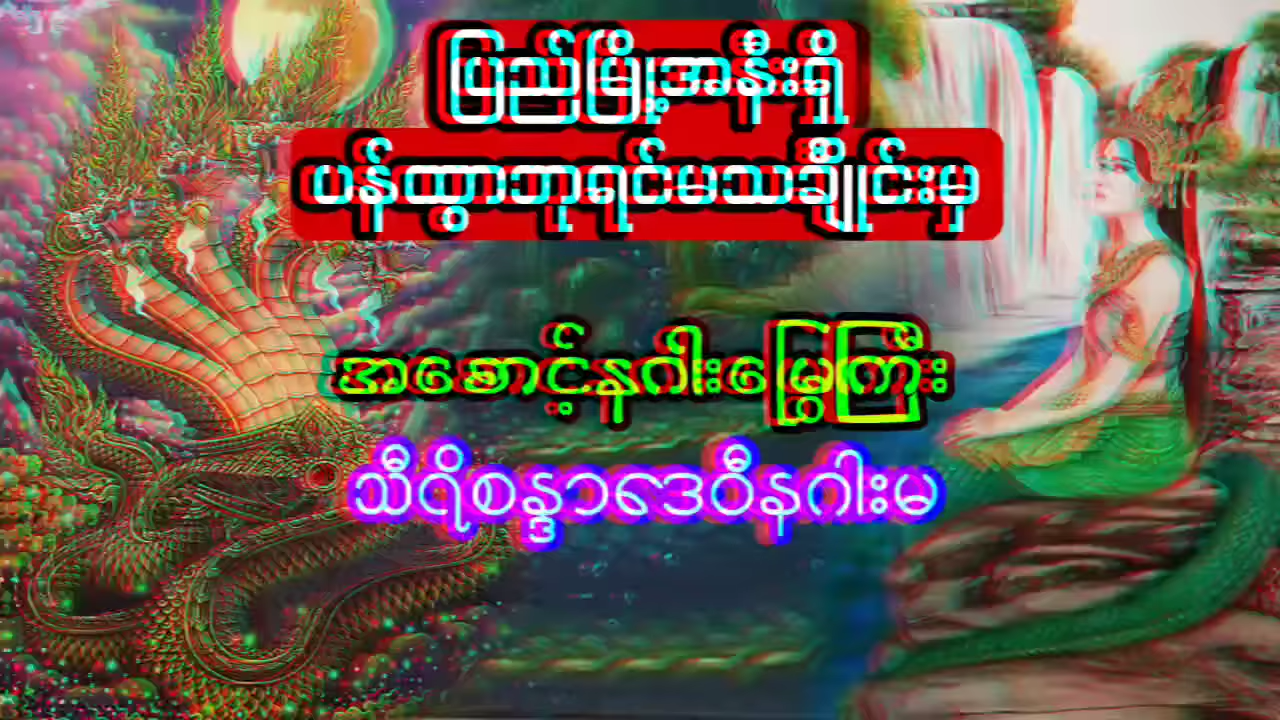 ပြည်မြို့အနီးရှိ
ပန်ထွာဘုရင်မသချိုင်းမှ
အစောင့်နဂါးမြွေကြီး
သီရိစန္ဒာဒေဝီနဂါးမ